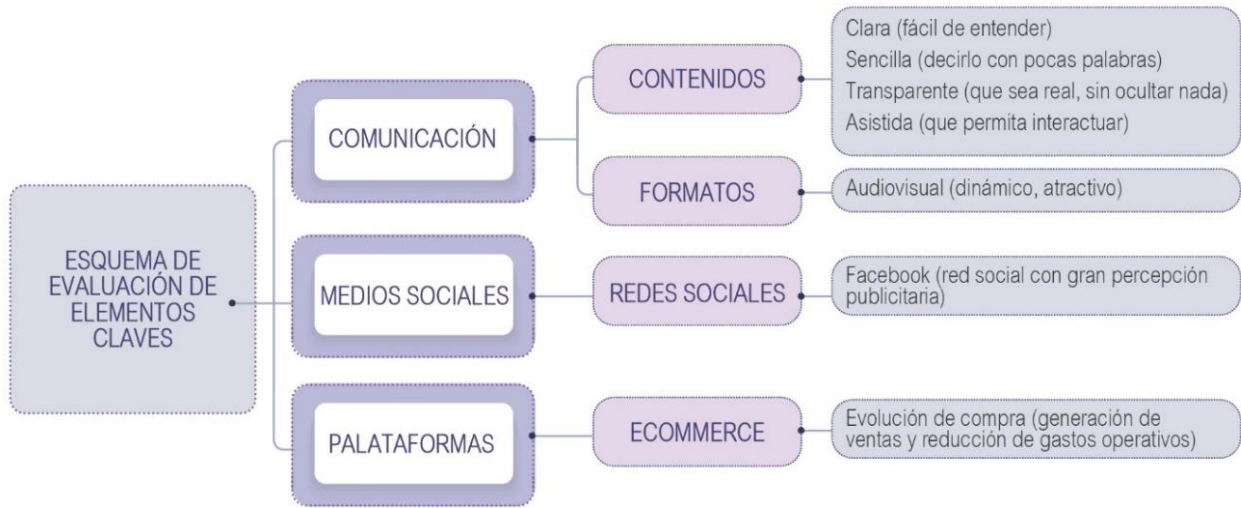 ESQUEMA DE
EVALUACIÓN DE
ELEMENTOS
CLAVES
COMUNICACIÓN
CONTENIDOS
Clara (fácil de entender)
Sencilla (decirlo con pocas palabras)
Transparente (que sea real, sin ocultar nada)
Asistida (que permita interactuar)
FORMATOS
Audiovisual (dinámico, atractivo)
MEDIOS SOCIALES
REDES SOCIALES
Facebook (red social con gran percepción
publicitaria)
PALATAFORMAS
ECOMMERCE
Evolución de compra (generación de
ventas y reducción de gastos operativos)